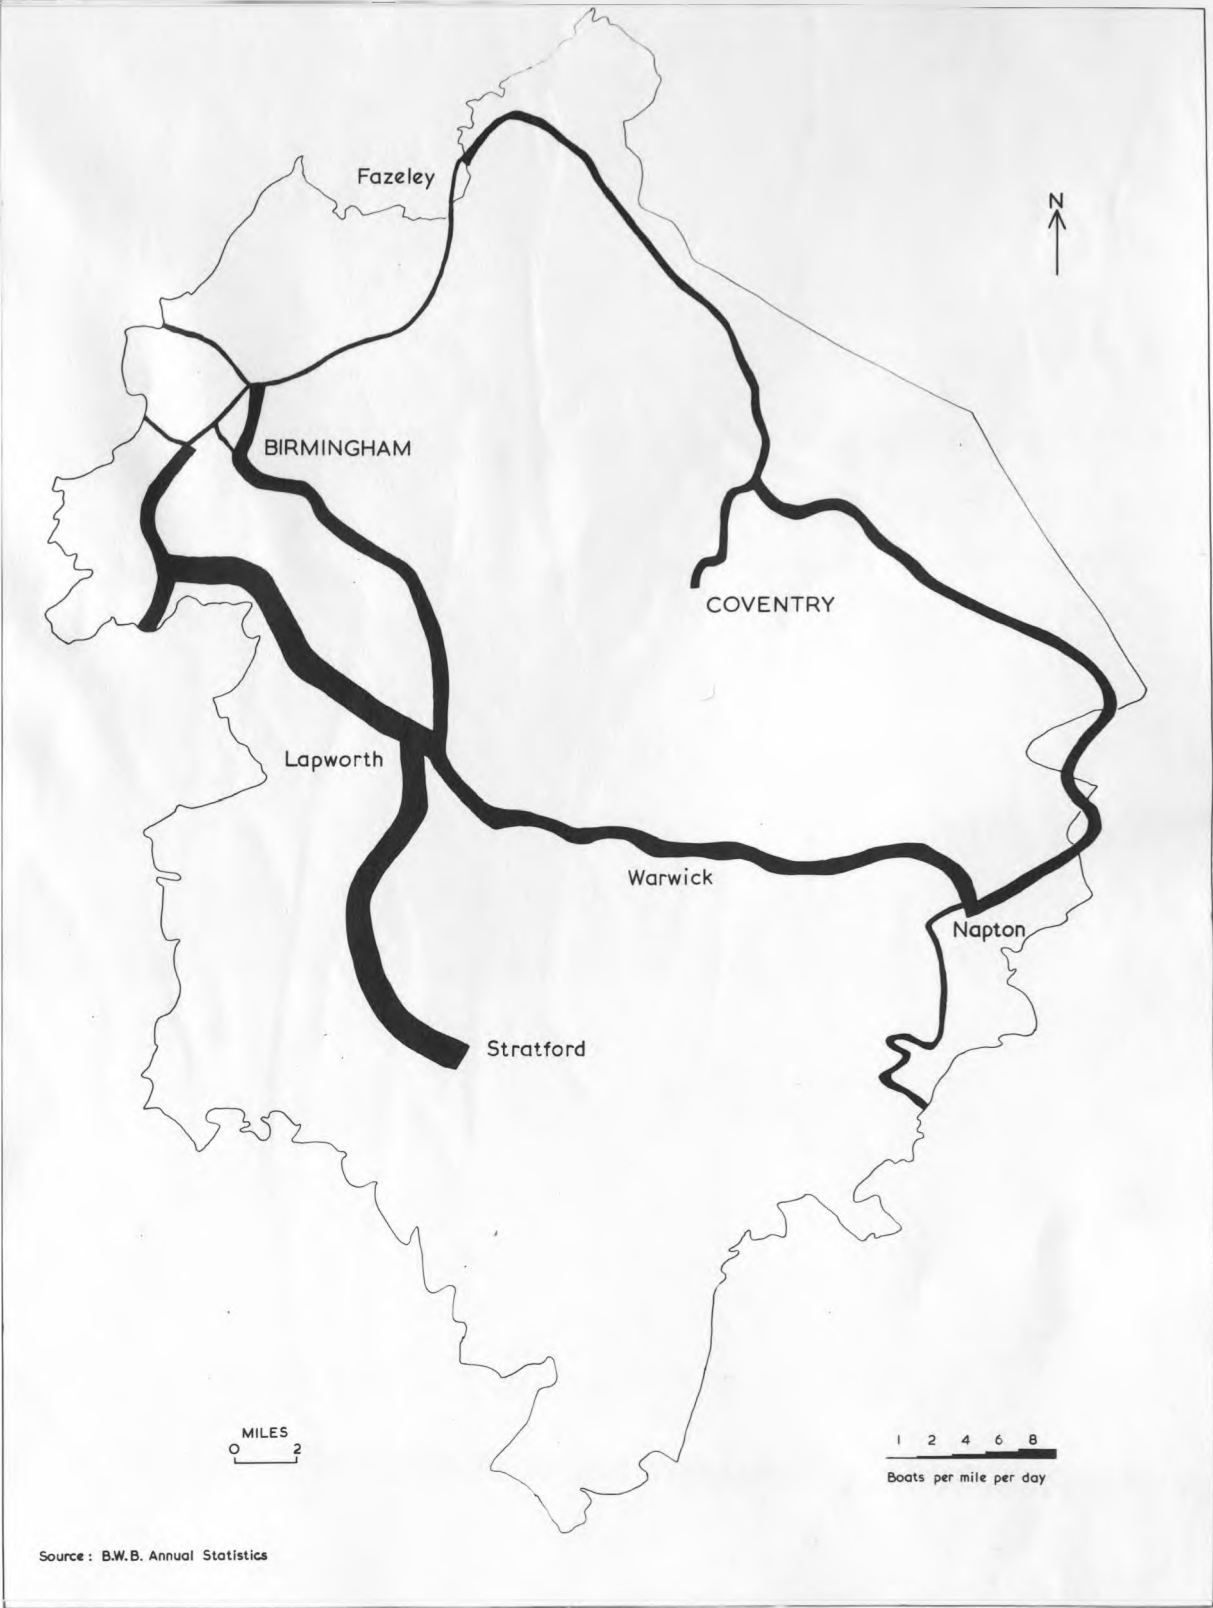 Fazeley
N
BIRMINGHAM
COVENTRY
Lapworth
Warwick
Napton
Stratford
MILES
0 2
1 2 4 6 8
Boats per mile per day
Source : B.W.B. Annual Statistics